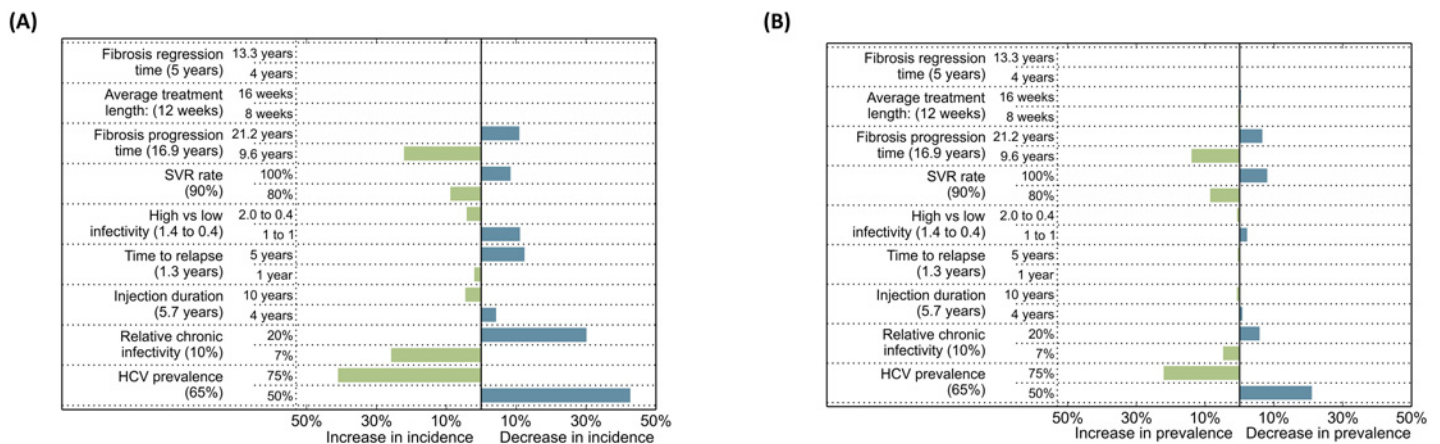 (A)
Fibrosis regression 13.3 years
time (5 years) 4 years
Average treatment 16 weeks
length: (12 weeks) 8 weeks
Fibrosis progression 21.2 years
time (16.9 years) 9.6 years
SVR rate 100%
(90%) 80%
High vs low 2.0 to 0.4
infectivity (1.4 to 0.4) 1 to 1
Time to relapse 5 years
(1.3 years) 1 year
Injection duration 10 years
(5.7 years) 4 years
Relative chronic 20%
infectivity (10%) 7%
HCV prevalence 75%
(65%) 50%
50% 30% 10% 10% 30% 50%
Increase in incidence Decrease in incidence
(B)
Fibrosis regression 13.3 years
time (5 years) 4 years
Average treatment 16 weeks
length: (12 weeks) 8 weeks
Fibrosis progression 21.2 years
time (16.9 years) 9.6 years
SVR rate 100%
(90%) 80%
High vs low 2.0 to 0.4
infectivity (1.4 to 0.4) 1 to 1
Time to relapse 5 years
(1.3 years) 1 year
Injection duration 10 years
(5.7 years) 4 years
Relative chronic 20%
infectivity (10%) 7%
HCV prevalence 75%
(65%) 50%
50% 30% 10% 10% 30% 50%
Increase in prevalence Decrease in prevalence